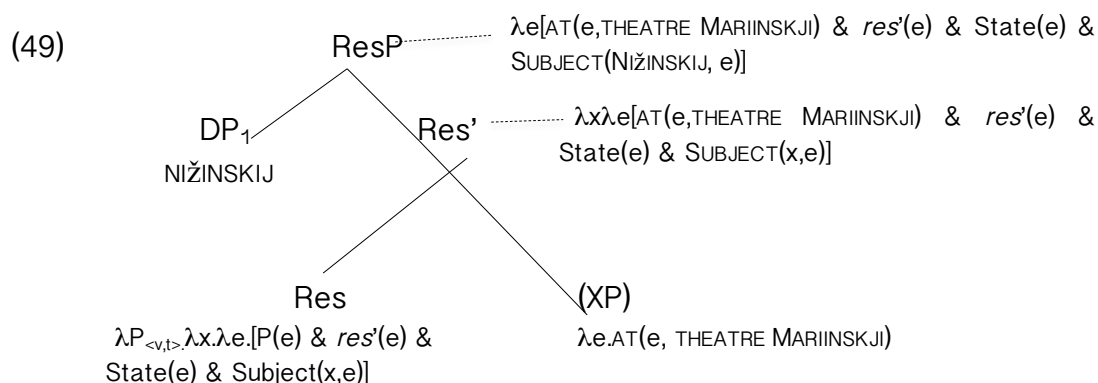 (49)
ResP
λe[AT(e,THEATRE MARIINSKJI) & res'(e) & State(e) &
SUBJECT(NIŽINSKIJ, e)]
DP1
NIŽINSKIJ
Res'
λxλe[AT(e,THEATRE MARIINSKJI) & res'(e) &
State(e) & SUBJECT(x,e)]
Res
λP<v,t>.λx.λe.[P(e) & res'(e) &
State(e) & Subject(x,e)]
(XP)
λe.AT(e, THEATRE MARIINSKJI)